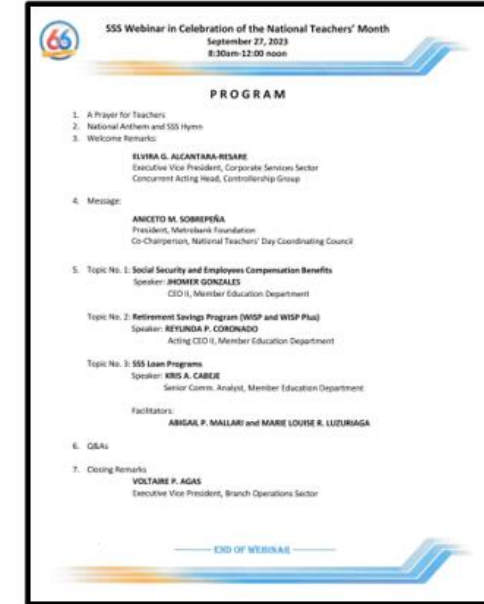 66
SSS Webinar in Celebration of the National Teachers' Month
September 27, 2023
8:30am-12:00 noon
PROGRAM
1. A Prayer for Teachers
2. National Anthem and SSS Hymn
3. Welcome Remarks:
ELVIRA G. ALCANTARA-RESARE
Executive Vice President, Corporate Services Sector
Concurrent Acting Head, Controllership Group
4. Message:
ANICETO M. SOBREPEÑA
President, Metrobank Foundation
Co-Chairperson, National Teachers' Day Coordinating Council
5. Topic No. 1: Social Security and Employees Compensation Benefits
Speaker: JHOMER GONZALES
CEO II, Member Education Department
Topic No. 2: Retirement Savings Program (WISP and WISP Plus)
Speaker: REYLINDA P. CORONADO
Acting CEO II, Member Education Department
Topic No. 3: SSS Loan Programs
Speaker: KRIS A. CABEJE
Senior Comm. Analyst, Member Education Department
Facilitators:
ABIGAIL P. MALLARI and MARIE LOUISE R. LUZURIAGA
6. Q&As
7. Closing Remarks
VOLTAIRE P. AGAS
Executive Vice President, Branch Operations Sector
END OF WEBINAR